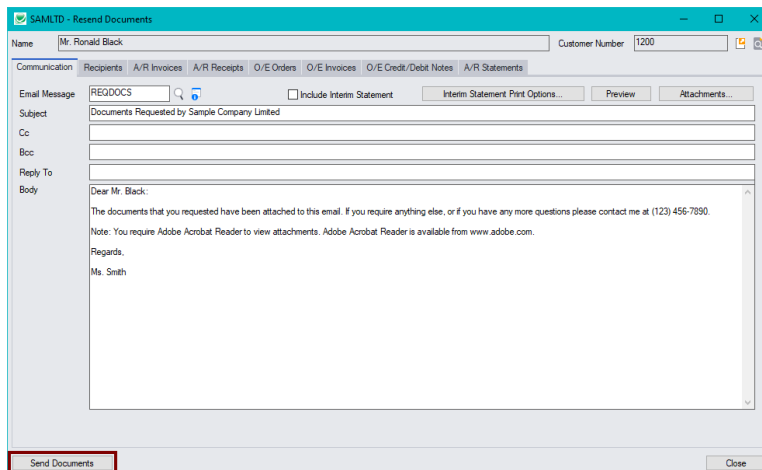 SAMLTD - Resend Documents
Name Mr. Ronald Black Customer Number 1200
Communication Recipients A/R Invoices A/R Receipts O/E Orders O/E Invoices O/E Credit/Debit Notes A/R Statements
Email Message REQDOCS Include Interim Statement Interim Statement Print Options... Preview Attachments...
Subject Documents Requested by Sample Company Limited
Cc
Bcc
Reply To
Body Dear Mr. Black:
The documents that you requested have been attached to this email. If you require anything else, or if you have any more questions please contact me at (123) 456-7890.
Note: You require Adobe Acrobat Reader to view attachments. Adobe Acrobat Reader is available from www.adobe.com.
Regards,
Ms. Smith
Send Documents Close